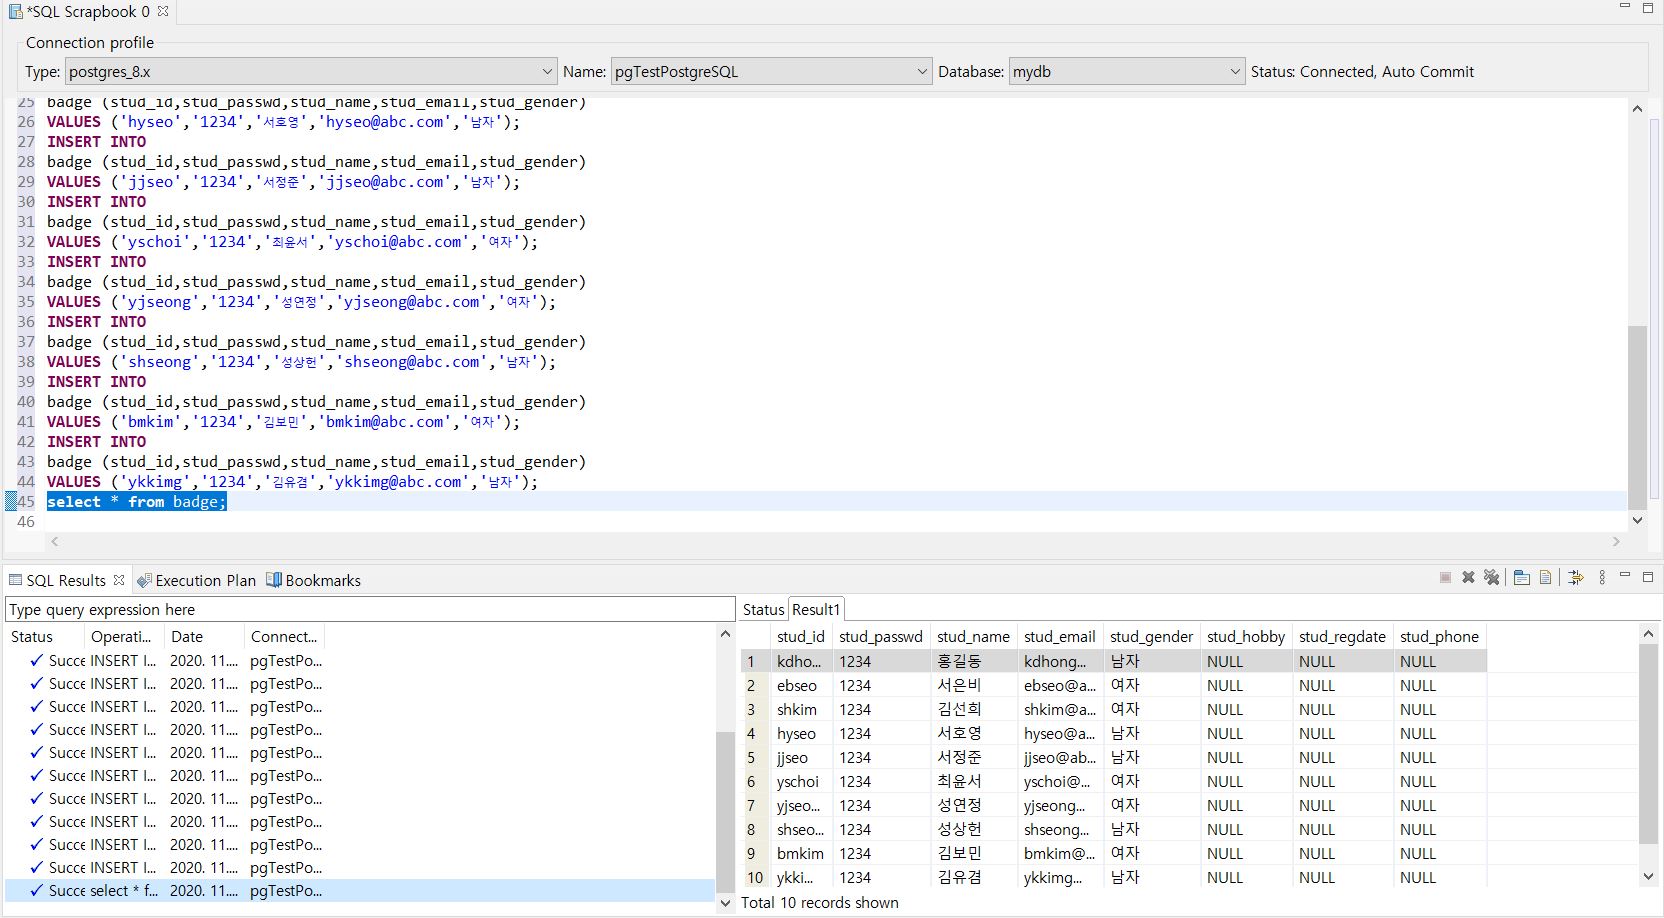 *SQL Scrapbook 0
Connection profile
Type: postgres_8.x Name: pgTestPostgreSQL Database: mydb Status: Connected, Auto Commit
25 badge (stud_id,stud_passwd,stud_name,stud_email,stud_gender)
26 VALUES ('hyseo','1234','서호영','hyseo@abc.com','남자');
27 INSERT INTO
28 badge (stud_id,stud_passwd,stud_name,stud_email,stud_gender)
29 VALUES ('jjseo','1234','서정준','jjseo@abc.com','남자');
30 INSERT INTO
31 badge (stud_id,stud_passwd,stud_name,stud_email,stud_gender)
32 VALUES ('yschoi','1234','최윤서','yschoi@abc.com','여자');
33 INSERT INTO
34 badge (stud_id,stud_passwd,stud_name,stud_email,stud_gender)
35 VALUES ('yjseong','1234','성연정','yjseong@abc.com','여자');
36 INSERT INTO
37 badge (stud_id,stud_passwd,stud_name,stud_email,stud_gender)
38 VALUES ('shseong','1234','성상헌','shseong@abc.com','남자');
39 INSERT INTO
40 badge (stud_id,stud_passwd,stud_name,stud_email,stud_gender)
41 VALUES ('bmkim','1234','김보민','bmkim@abc.com','여자');
42 INSERT INTO
43 badge (stud_id,stud_passwd,stud_name,stud_email,stud_gender)
44 VALUES ('ykkimg','1234','김유겸','ykkimg@abc.com','남자');
45 select * from badge;
46
SQL Results Execution Plan Bookmarks
Type query expression here
Status Operati... Date Connect...
Succe INSERT I... 2020. 11.... pgTestPo...
Succe INSERT I... 2020. 11.... pgTestPo...
Succe INSERT I... 2020. 11.... pgTestPo...
Succe INSERT I... 2020. 11.... pgTestPo...
Succe INSERT I... 2020. 11.... pgTestPo...
Succe INSERT I... 2020. 11.... pgTestPo...
Succe INSERT I... 2020. 11.... pgTestPo...
Succe INSERT I... 2020. 11.... pgTestPo...
Succe INSERT I... 2020. 11.... pgTestPo...
Succe INSERT I... 2020. 11.... pgTestPo...
Succe select * f... 2020. 11.... pgTestPo...
Status Result1
stud_id stud_passwd stud_name stud_email stud_gender stud_hobby stud_regdate stud_phone
1 kdho... 1234 홍길동 kdhong... 남자 NULL NULL NULL
2 ebseo 1234 서은비 ebseo@a... 여자 NULL NULL NULL
3 shkim 1234 김선희 shkim@a... 여자 NULL NULL NULL
4 hyseo 1234 서호영 hyseo@a... 남자 NULL NULL NULL
5 jjseo 1234 서정준 jjseo@ab... 남자 NULL NULL NULL
6 yschoi 1234 최윤서 yschoi@... 여자 NULL NULL NULL
7 yjseo... 1234 성연정 yjseong... 여자 NULL NULL NULL
8 shseo... 1234 성상헌 shseong... 남자 NULL NULL NULL
9 bmkim 1234 김보민 bmkim@... 여자 NULL NULL NULL
10 ykki... 1234 김유겸 ykkimg... 남자 NULL NULL NULL
Total 10 records shown